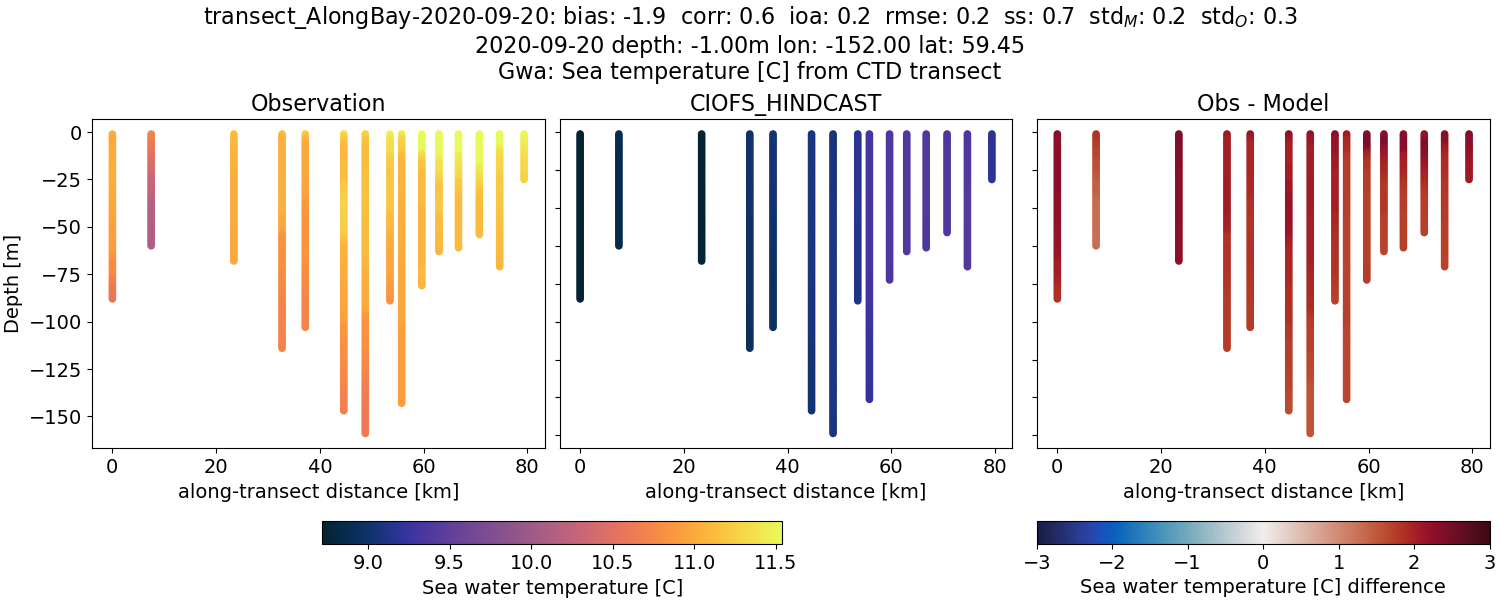 transect_AlongBay-2020-09-20: bias: -1.9  corr: 0.6  ioa: 0.2  rmse: 0.2  ss: 0.7  std_M: 0.2  std_O: 0.3
2020-09-20 depth: -1.00m lon: -152.00 lat: 59.45
Gwa: Sea temperature [C] from CTD transect
Observation
CIOFS_HINDCAST
Obs - Model
Depth [m]
0
−25
−50
−75
−100
−125
−150
0 20 40 60 80
0 20 40 60 80
0 20 40 60 80
along-transect distance [km]
along-transect distance [km]
along-transect distance [km]
9.0 9.5 10.0 10.5 11.0 11.5
Sea water temperature [C]
−3 −2 −1 0 1 2 3
Sea water temperature [C] difference